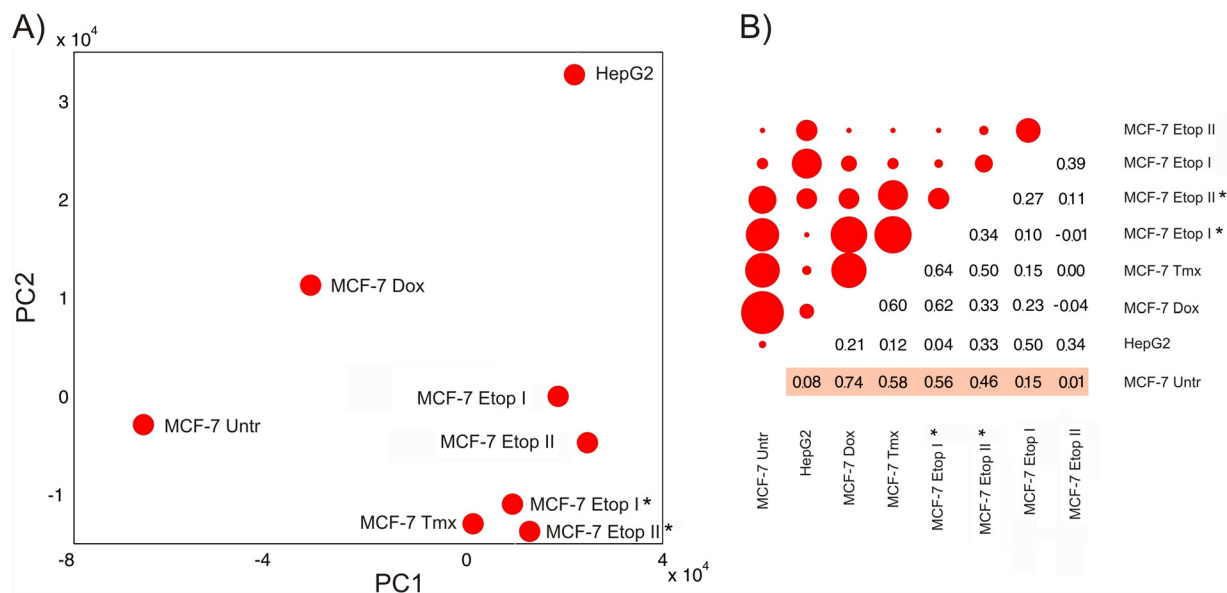 A)
x 10⁴
3
2
1
0
-1
PC2
HepG2
MCF-7 Dox
MCF-7 Etop I
MCF-7 Untr
MCF-7 Etop II
MCF-7 Etop I *
MCF-7 Tmx
MCF-7 Etop II *
-8
-4
0
4
x 10⁴
PC1
B)
MCF-7 Etop II
0.39 MCF-7 Etop I
0.27 0.11 MCF-7 Etop II *
0.34 0.10 -0.01 MCF-7 Etop I *
0.64 0.50 0.15 0.00 MCF-7 Tmx
0.60 0.62 0.33 0.23 -0.04 MCF-7 Dox
0.21 0.12 0.04 0.33 0.50 0.34 HepG2
0.08 0.74 0.58 0.56 0.46 0.15 0.01 MCF-7 Untr
MCF-7 Untr
HepG2
MCF-7 Dox
MCF-7 Tmx
MCF-7 Etop I *
MCF-7 Etop II *
MCF-7 Etop I
MCF-7 Etop II